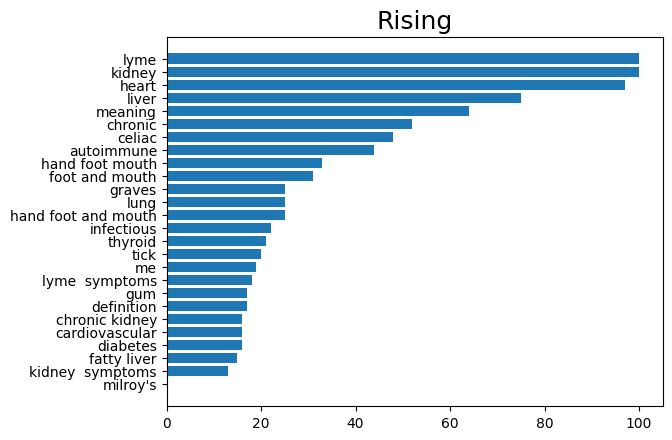 Rising
lyme
kidney
heart
liver
meaning
chronic
celiac
autoimmune
hand foot mouth
foot and mouth
graves
lung
hand foot and mouth
infectious
thyroid
tick
me
lyme  symptoms
gum
definition
chronic kidney
cardiovascular
diabetes
fatty liver
kidney  symptoms
milroy's
0 20 40 60 80 100